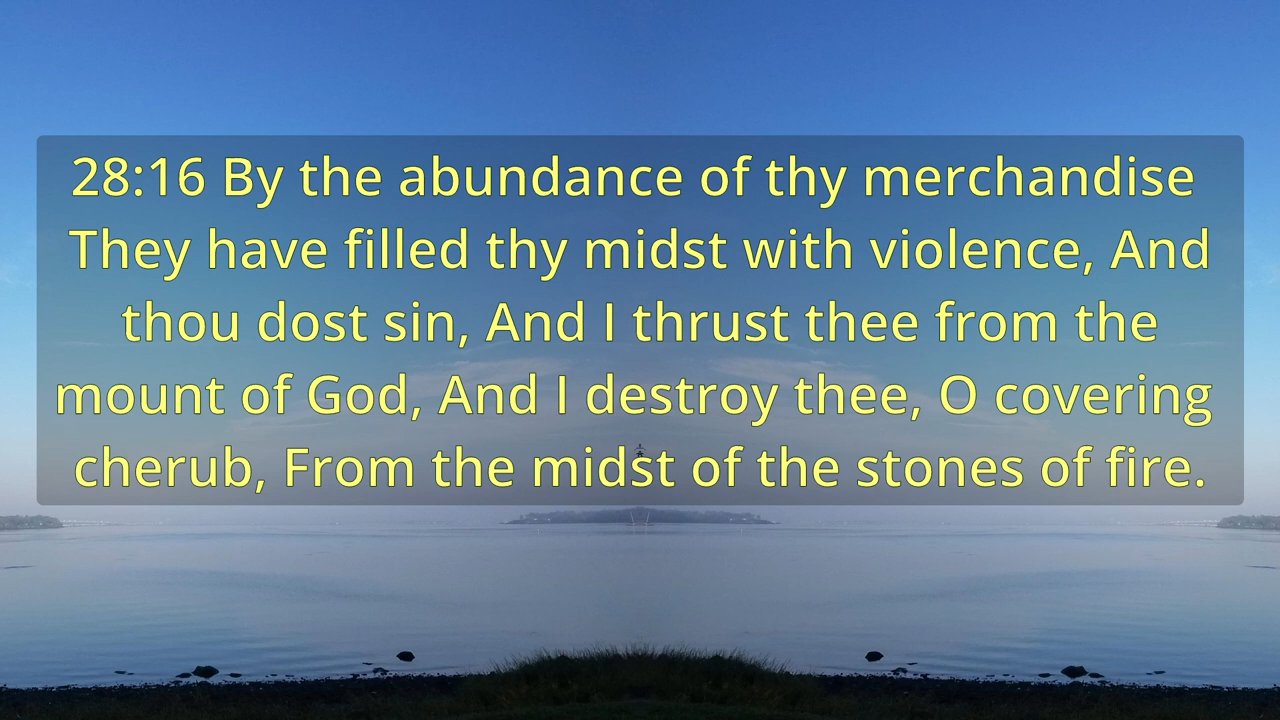 28:16 By the abundance of thy merchandise
They have filled thy midst with violence, And
thou dost sin, And I thrust thee from the
mount of God, And I destroy thee, O covering
cherub, From the midst of the stones of fire.